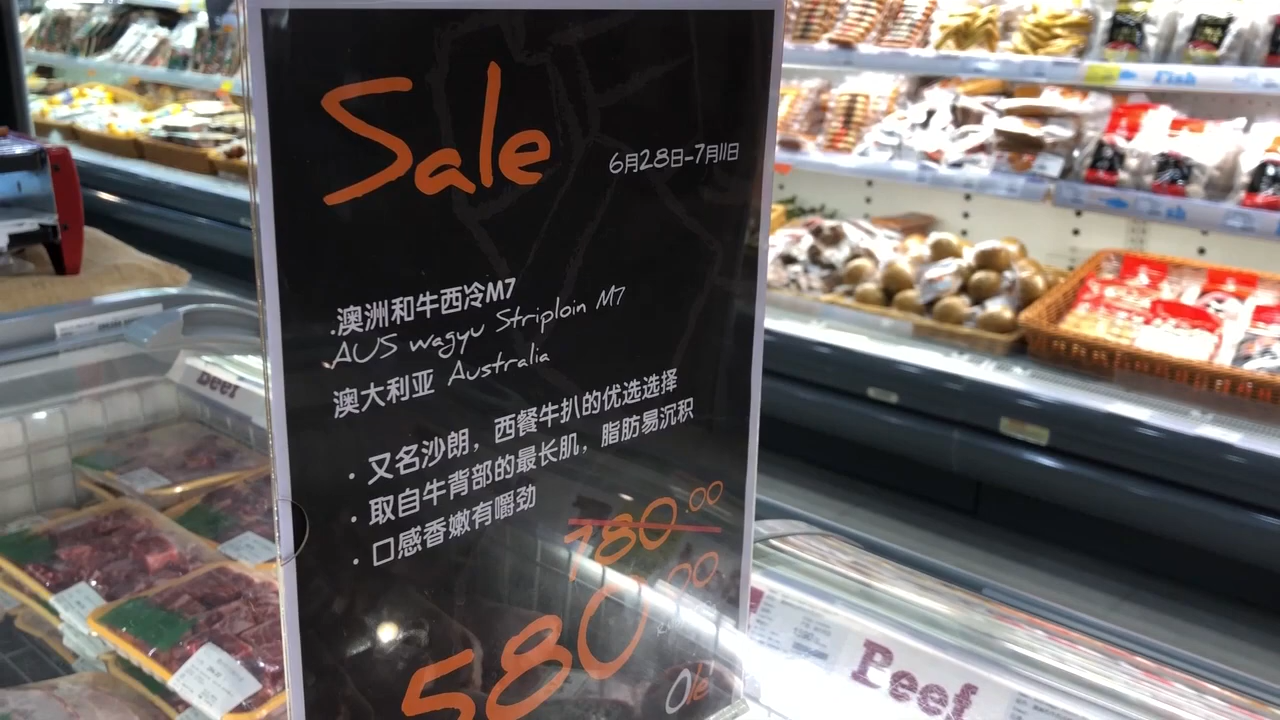 Sale
6月28日-7月11日
.澳洲和牛西冷M7
AUS wagyu Striploin M7
澳大利亚 Australia
· 又名沙朗，西餐牛扒的优选选择
· 取自牛背部的最长肌，脂肪易沉积
· 口感香嫩有嚼劲
780.00
580.00
Ole
Beef
Beef
Fish